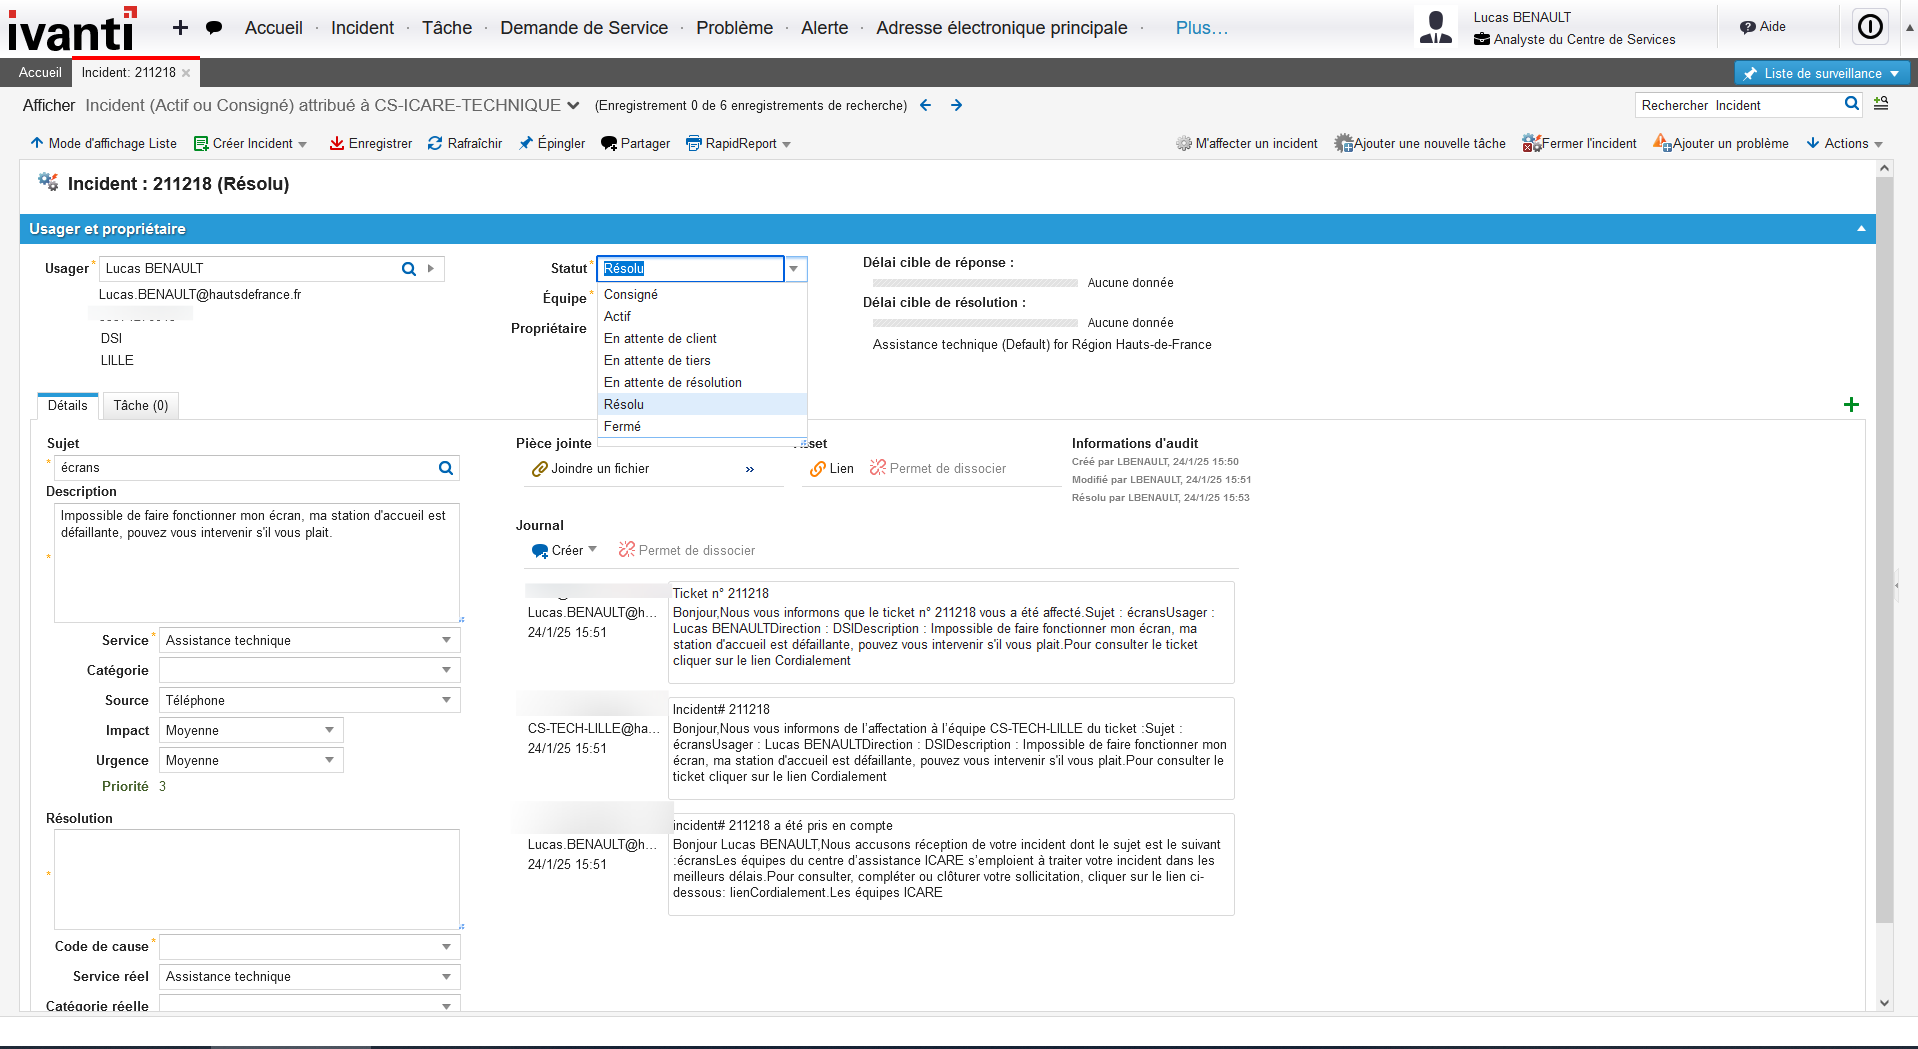 ivanti
Accueil · Incident · Tâche · Demande de Service · Problème · Alerte · Adresse électronique principale · Plus...
Lucas BENAULT
Analyste du Centre de Services
Aide
Accueil
Incident: 211218
Liste de surveillance
Afficher Incident (Actif ou Consigné) attribué à CS-ICARE-TECHNIQUE (Enregistrement 0 de 6 enregistrements de recherche)
Rechercher Incident
Mode d'affichage Liste Créer Incident Enregistrer Rafraîchir Épingler Partager RapidReport
M'affecter un incident Ajouter une nouvelle tâche Fermer l'incident Ajouter un problème Actions
Incident : 211218 (Résolu)
Usager et propriétaire
Usager * Lucas BENAULT
Lucas.BENAULT@hautsdefrance.fr
DSI
LILLE
Statut * Résolu
Équipe *
Propriétaire
Consigné
Actif
En attente de client
En attente de tiers
En attente de résolution
Résolu
Fermé
Délai cible de réponse :
Aucune donnée
Délai cible de résolution :
Aucune donnée
Assistance technique (Default) for Région Hauts-de-France
Détails
Tâche (0)
Sujet
* écrans
Description
Impossible de faire fonctionner mon écran, ma station d'accueil est
défaillante, pouvez vous intervenir s'il vous plait.
*
Service * Assistance technique
Catégorie
Source Téléphone
Impact Moyenne
Urgence Moyenne
Priorité 3
Résolution
*
Code de cause *
Service réel Assistance technique
Catégorie réelle
Pièce jointe
Joindre un fichier »
set
Lien Permet de dissocier
Informations d'audit
Créé par LBENAULT, 24/1/25 15:50
Modifié par LBENAULT, 24/1/25 15:51
Résolu par LBENAULT, 24/1/25 15:53
Journal
Créer Permet de dissocier
Lucas.BENAULT@h...
24/1/25 15:51
Ticket n° 211218
Bonjour,Nous vous informons que le ticket n° 211218 vous a été affecté.Sujet : écransUsager :
Lucas BENAULTDirection : DSIDescription : Impossible de faire fonctionner mon écran, ma
station d'accueil est défaillante, pouvez vous intervenir s'il vous plait.Pour consulter le ticket
cliquer sur le lien Cordialement
CS-TECH-LILLE@ha...
24/1/25 15:51
Incident# 211218
Bonjour,Nous vous informons de l'affectation à l'équipe CS-TECH-LILLE du ticket :Sujet :
écransUsager : Lucas BENAULTDirection : DSIDescription : Impossible de faire fonctionner mon
écran, ma station d'accueil est défaillante, pouvez vous intervenir s'il vous plait.Pour consulter le
ticket cliquer sur le lien Cordialement
Lucas.BENAULT@h...
24/1/25 15:51
incident# 211218 a été pris en compte
Bonjour Lucas BENAULT,Nous accusons réception de votre incident dont le sujet est le suivant
:écransLes équipes du centre d'assistance ICARE s'emploient à traiter votre incident dans les
meilleurs délais.Pour consulter, compléter ou clôturer votre sollicitation, cliquer sur le lien ci-
dessous: lienCordialement.Les équipes ICARE